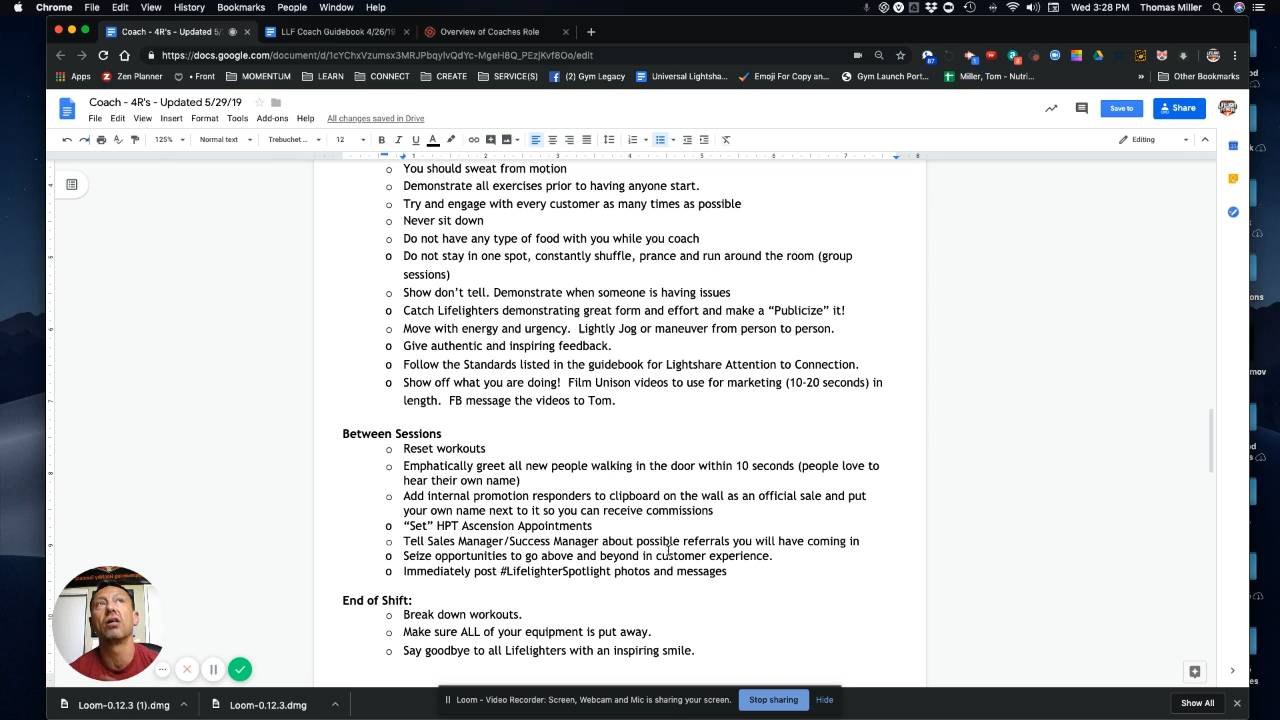 Chrome File Edit View History Bookmarks People Window Help Wed 3:28 PM Thomas Miller
Coach - 4R's - Updated 5/ LLF Coach Guidebook 4/26/19 Overview of Coaches Role
https://docs.google.com/document/d/1cYChxVzumsx3MRJPbqyIvQdYc-MgeH8Q_PEzjKvf8Oo/edit
Apps Zen Planner • Front MOMENTUM LEARN CONNECT CREATE SERVICE(S) (2) Gym Legacy Universal Lightsha... Emoji For Copy an... Gym Launch Port... Miller, Tom - Nutri... » Other Bookmarks
Coach - 4R's - Updated 5/29/19
File Edit View Insert Format Tools Add-ons Help All changes saved in Drive
Save to Share
125% Normal text Trebuchet ... 12 B I U A Editing
1 2 3 4 5 6 7 8
o You should sweat from motion
o Demonstrate all exercises prior to having anyone start.
o Try and engage with every customer as many times as possible
o Never sit down
o Do not have any type of food with you while you coach
o Do not stay in one spot, constantly shuffle, prance and run around the room (group
sessions)
o Show don't tell. Demonstrate when someone is having issues
o Catch Lifelighters demonstrating great form and effort and make a “Publicize” it!
o Move with energy and urgency. Lightly Jog or maneuver from person to person.
o Give authentic and inspiring feedback.
o Follow the Standards listed in the guidebook for Lightshare Attention to Connection.
o Show off what you are doing! Film Unison videos to use for marketing (10-20 seconds) in
length. FB message the videos to Tom.
Between Sessions
o Reset workouts
o Emphatically greet all new people walking in the door within 10 seconds (people love to
hear their own name)
o Add internal promotion responders to clipboard on the wall as an official sale and put
your own name next to it so you can receive commissions
o “Set” HPT Ascension Appointments
o Tell Sales Manager/Success Manager about possible referrals you will have coming in
o Seize opportunities to go above and beyond in customer experience.
o Immediately post #LifelighterSpotlight photos and messages
End of Shift:
o Break down workouts.
o Make sure ALL of your equipment is put away.
o Say goodbye to all Lifelighters with an inspiring smile.
Loom - Video Recorder: Screen, Webcam and Mic is sharing your screen. Stop sharing Hide
Loom-0.12.3 (1).dmg Loom-0.12.3.dmg Show All